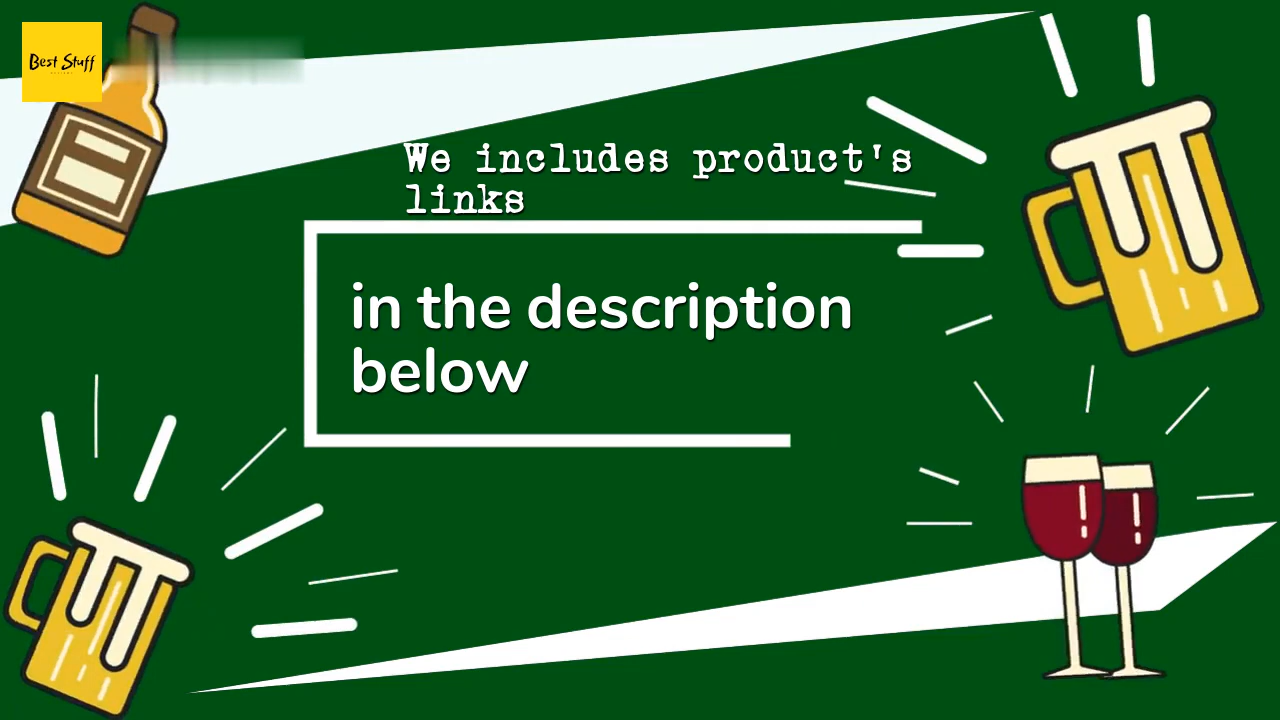 Best Stuff
We includes product's
links
in the description
below